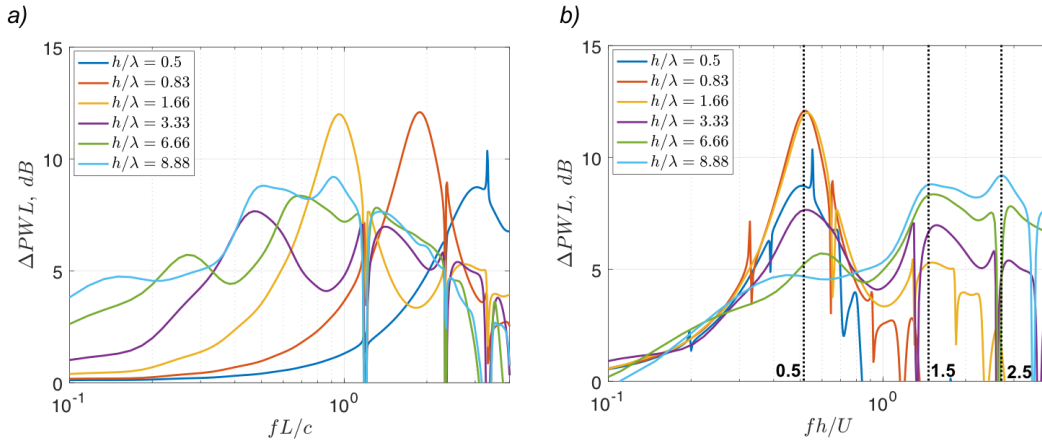 a)
15
10
5
0
ΔPWL, dB
h/λ = 0.5
h/λ = 0.83
h/λ = 1.66
h/λ = 3.33
h/λ = 6.66
h/λ = 8.88
10⁻¹
10⁰
fL/c
b)
15
10
5
0
ΔPWL, dB
h/λ = 0.5
h/λ = 0.83
h/λ = 1.66
h/λ = 3.33
h/λ = 6.66
h/λ = 8.88
0.5
1.5
2.5
10⁻¹
10⁰
fh/U